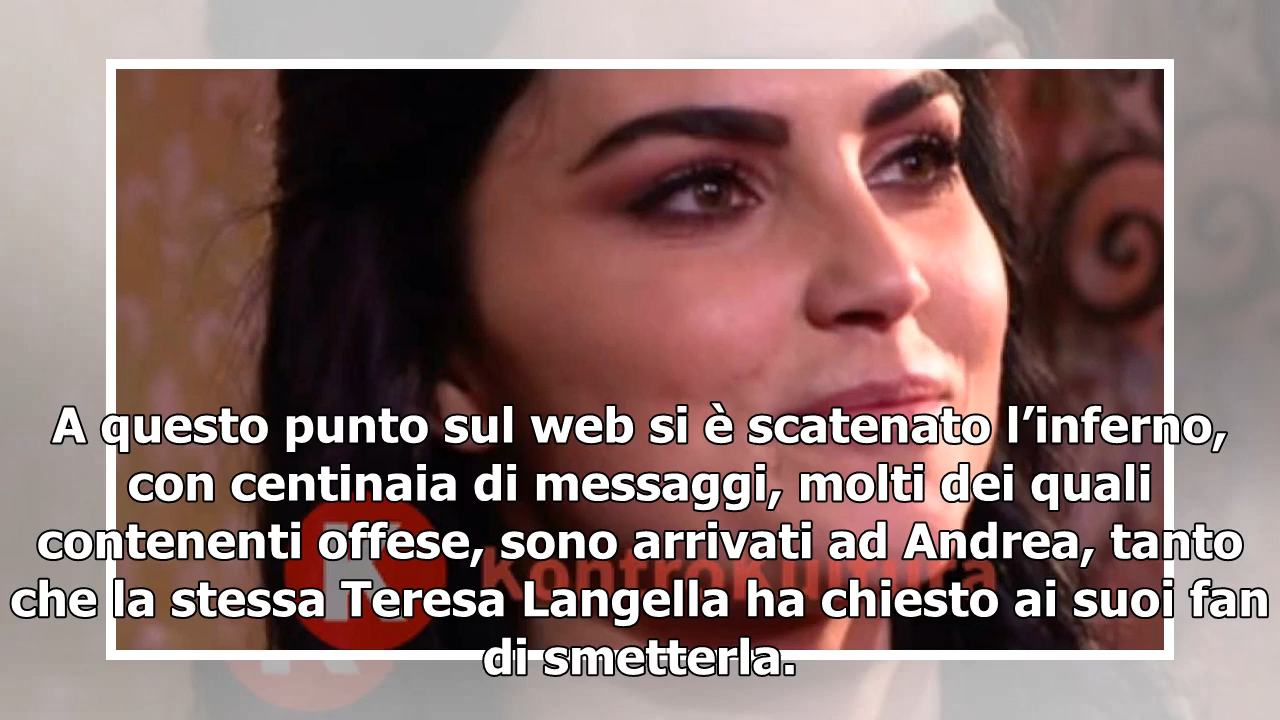 A questo punto sul web si è scatenato l’inferno,
con centinaia di messaggi, molti dei quali
contenenti offese, sono arrivati ad Andrea, tanto
che la stessa Teresa Langella ha chiesto ai suoi fan
di smetterla.
K KontroKultura
K